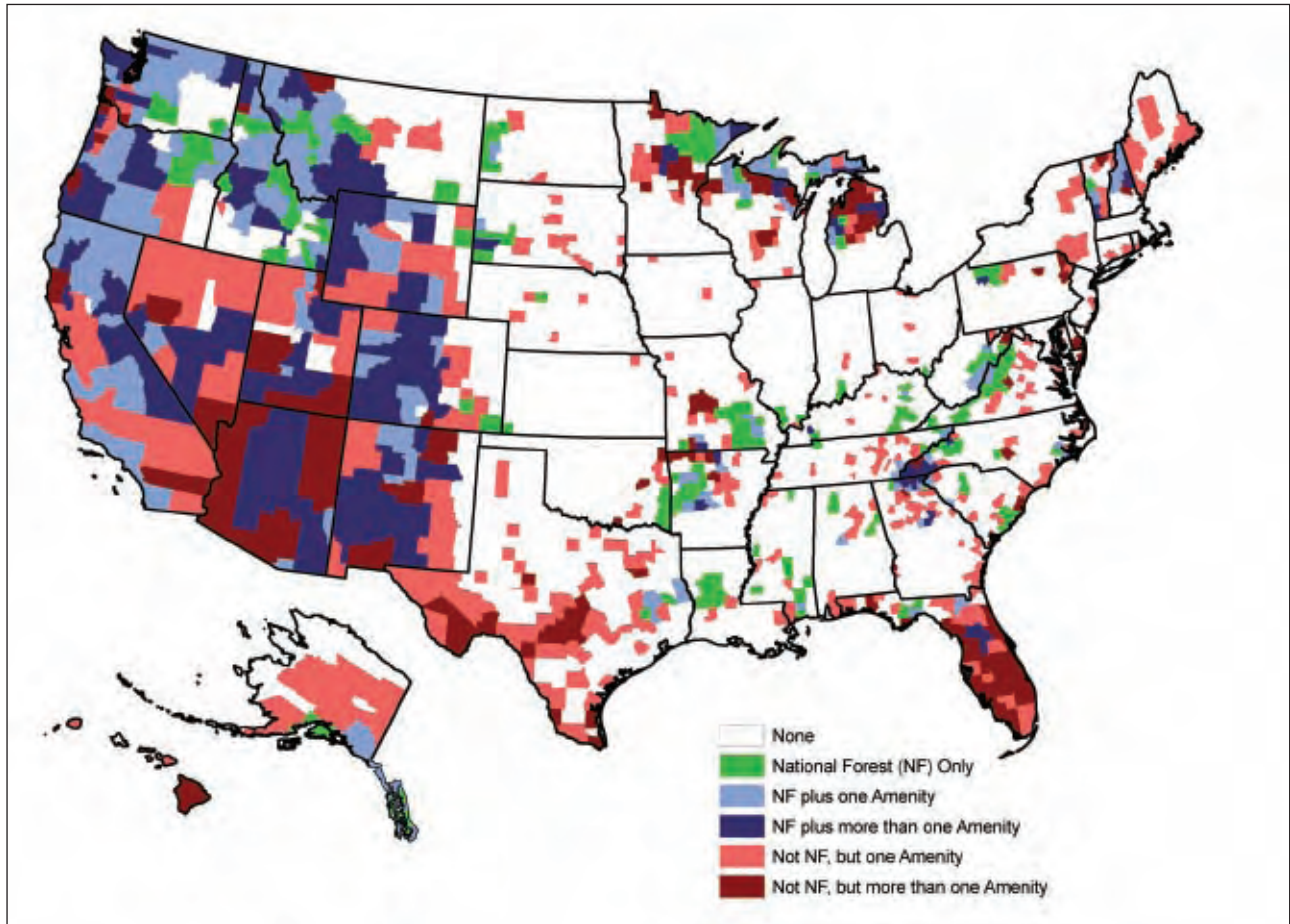 None
National Forest (NF) Only
NF plus one Amenity
NF plus more than one Amenity
Not NF, but one Amenity
Not NF, but more than one Amenity